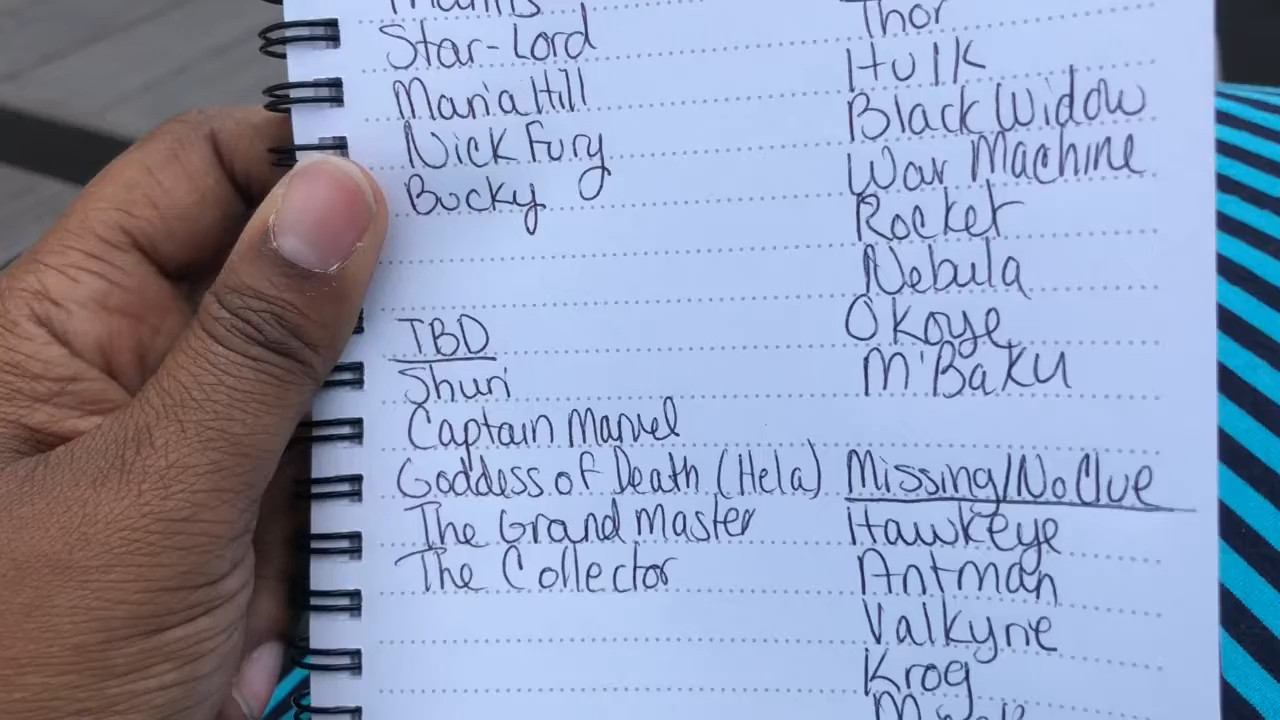 Mantis
Star-Lord
Maria Hill
Nick Fury
Bucky
TBD
Shuri
Captain Marvel
Goddess of Death (Hela)
The Grand Master
The Collector
Thor
Hulk
Black Widow
War Machine
Rocket
Nebula
Okoye
M'Baku
Missing/No Clue
Hawkeye
Antman
Valkyrie
Krog